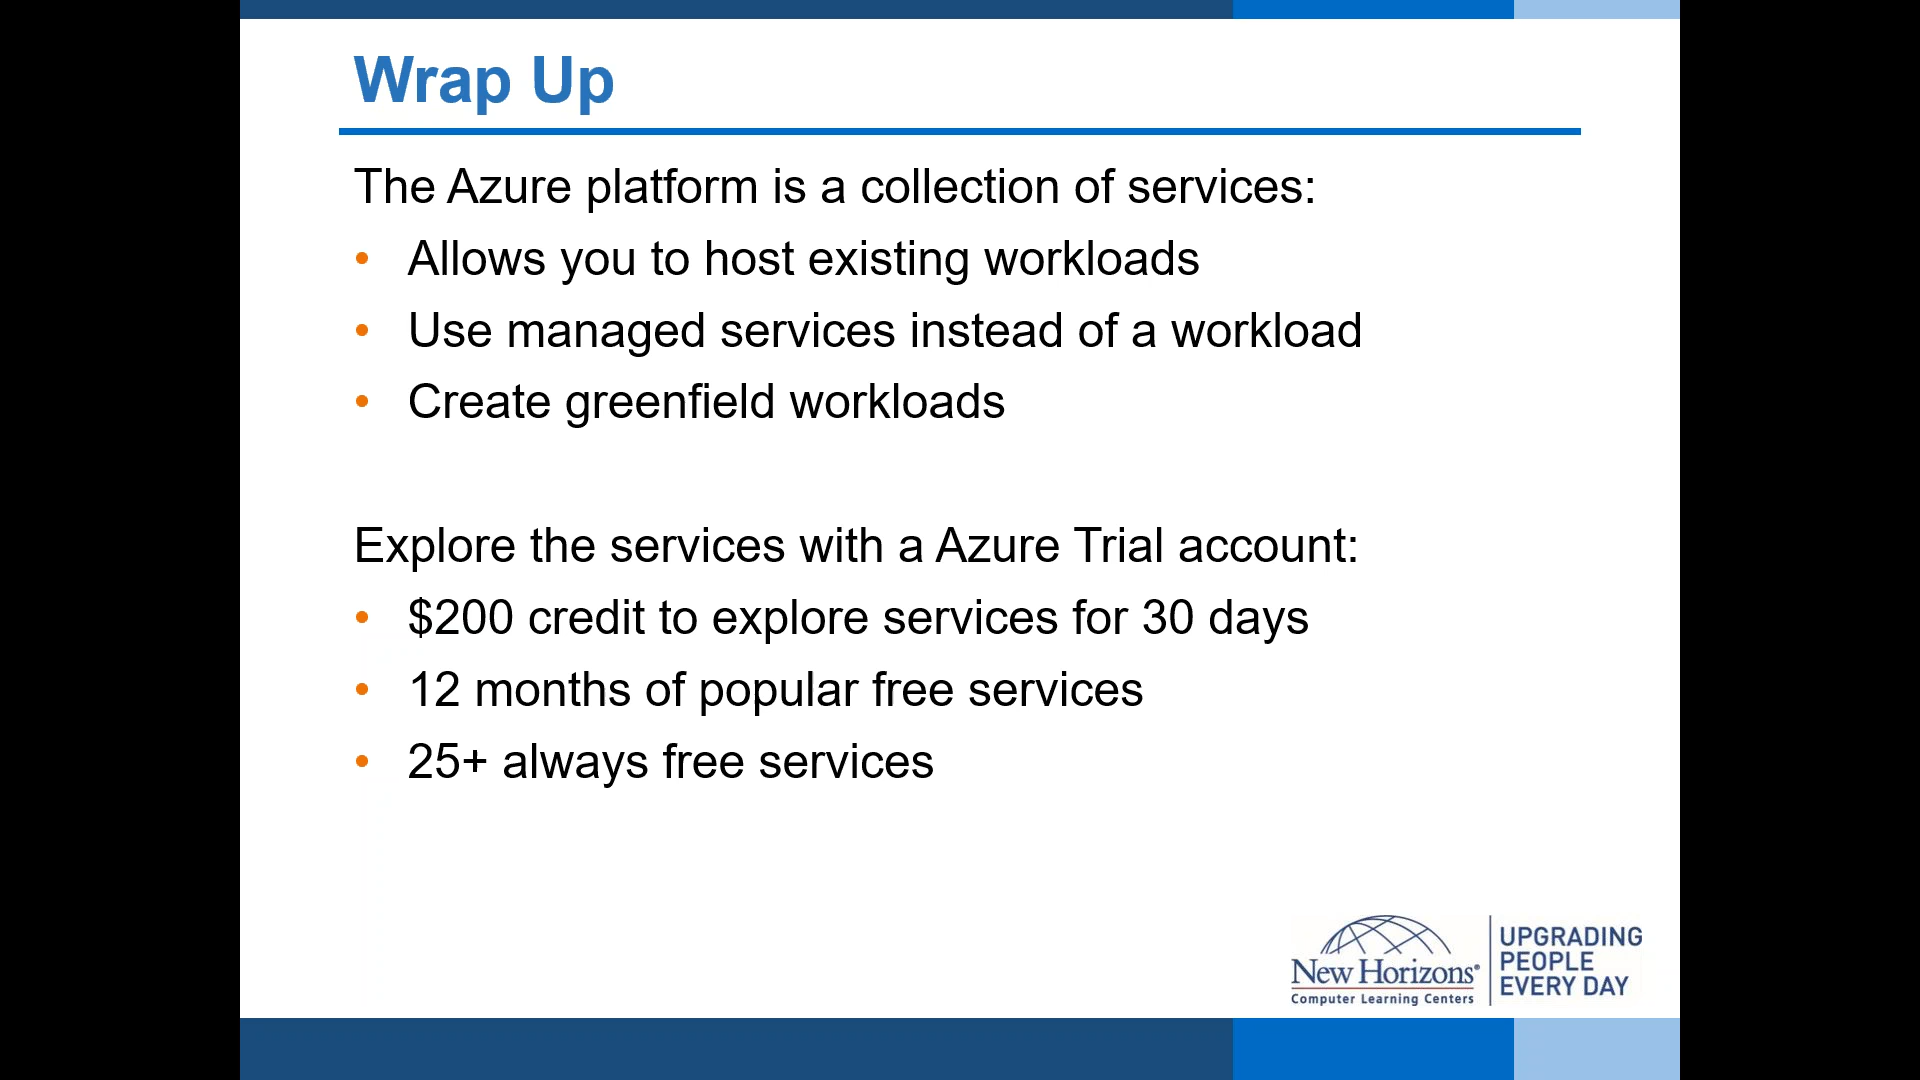 Wrap Up
The Azure platform is a collection of services:
• Allows you to host existing workloads
• Use managed services instead of a workload
• Create greenfield workloads
Explore the services with a Azure Trial account:
• $200 credit to explore services for 30 days
• 12 months of popular free services
• 25+ always free services
New Horizons®
Computer Learning Centers
UPGRADING
PEOPLE
EVERY DAY